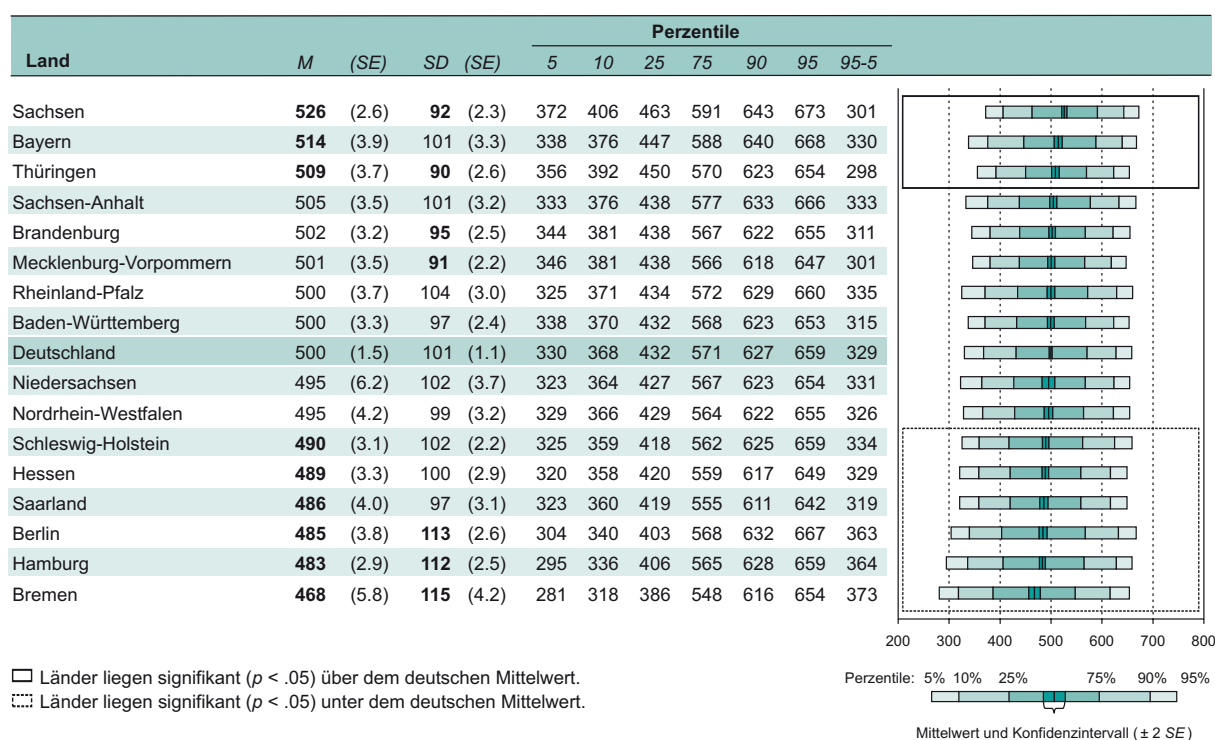 Perzentile
Land M (SE) SD (SE) 5 10 25 75 90 95 95-5
Sachsen 526 (2.6) 92 (2.3) 372 406 463 591 643 673 301
Bayern 514 (3.9) 101 (3.3) 338 376 447 588 640 668 330
Thüringen 509 (3.7) 90 (2.6) 356 392 450 570 623 654 298
Sachsen-Anhalt 505 (3.5) 101 (3.2) 333 376 438 577 633 666 333
Brandenburg 502 (3.2) 95 (2.5) 344 381 438 567 622 655 311
Mecklenburg-Vorpommern 501 (3.5) 91 (2.2) 346 381 438 566 618 647 301
Rheinland-Pfalz 500 (3.7) 104 (3.0) 325 371 434 572 629 660 335
Baden-Württemberg 500 (3.3) 97 (2.4) 338 370 432 568 623 653 315
Deutschland 500 (1.5) 101 (1.1) 330 368 432 571 627 659 329
Niedersachsen 495 (6.2) 102 (3.7) 323 364 427 567 623 654 331
Nordrhein-Westfalen 495 (4.2) 99 (3.2) 329 366 429 564 622 655 326
Schleswig-Holstein 490 (3.1) 102 (2.2) 325 359 418 562 625 659 334
Hessen 489 (3.3) 100 (2.9) 320 358 420 559 617 649 329
Saarland 486 (4.0) 97 (3.1) 323 360 419 555 611 642 319
Berlin 485 (3.8) 113 (2.6) 304 340 403 568 632 667 363
Hamburg 483 (2.9) 112 (2.5) 295 336 406 565 628 659 364
Bremen 468 (5.8) 115 (4.2) 281 318 386 548 616 654 373
200 300 400 500 600 700 800
Länder liegen signifikant (p < .05) über dem deutschen Mittelwert.
Länder liegen signifikant (p < .05) unter dem deutschen Mittelwert.
Perzentile: 5% 10% 25% 75% 90% 95%
Mittelwert und Konfidenzintervall (± 2 SE)